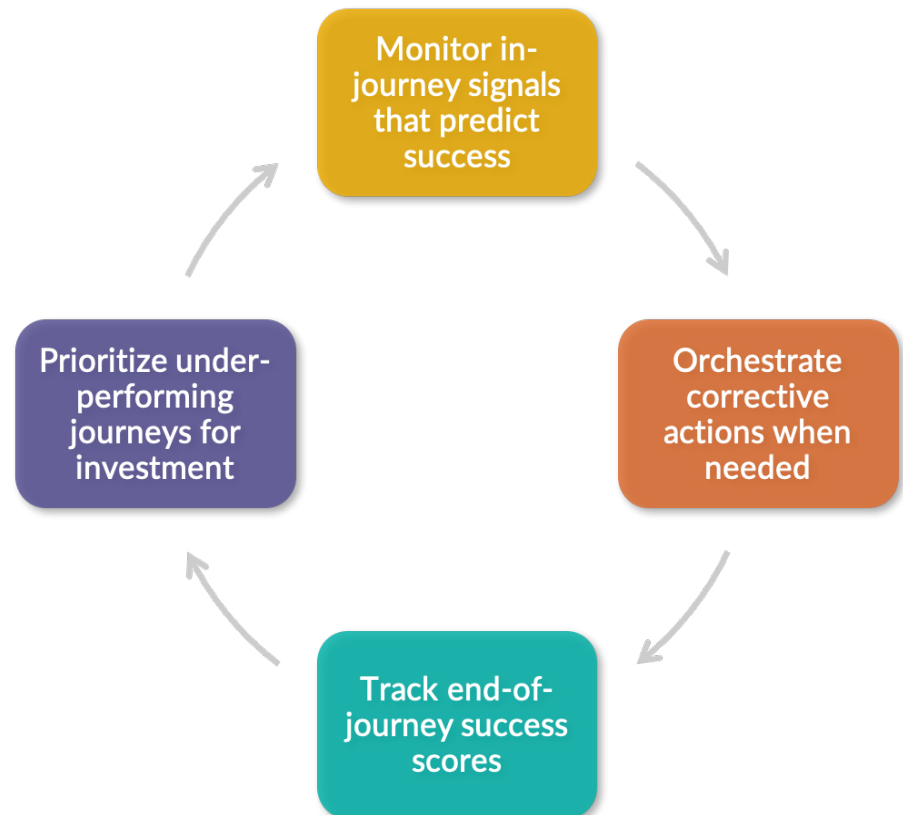 Monitor in-
journey signals
that predict
success
Orchestrate
corrective
actions when
needed
Track end-of-
journey success
scores
Prioritize under-
performing
journeys for
investment